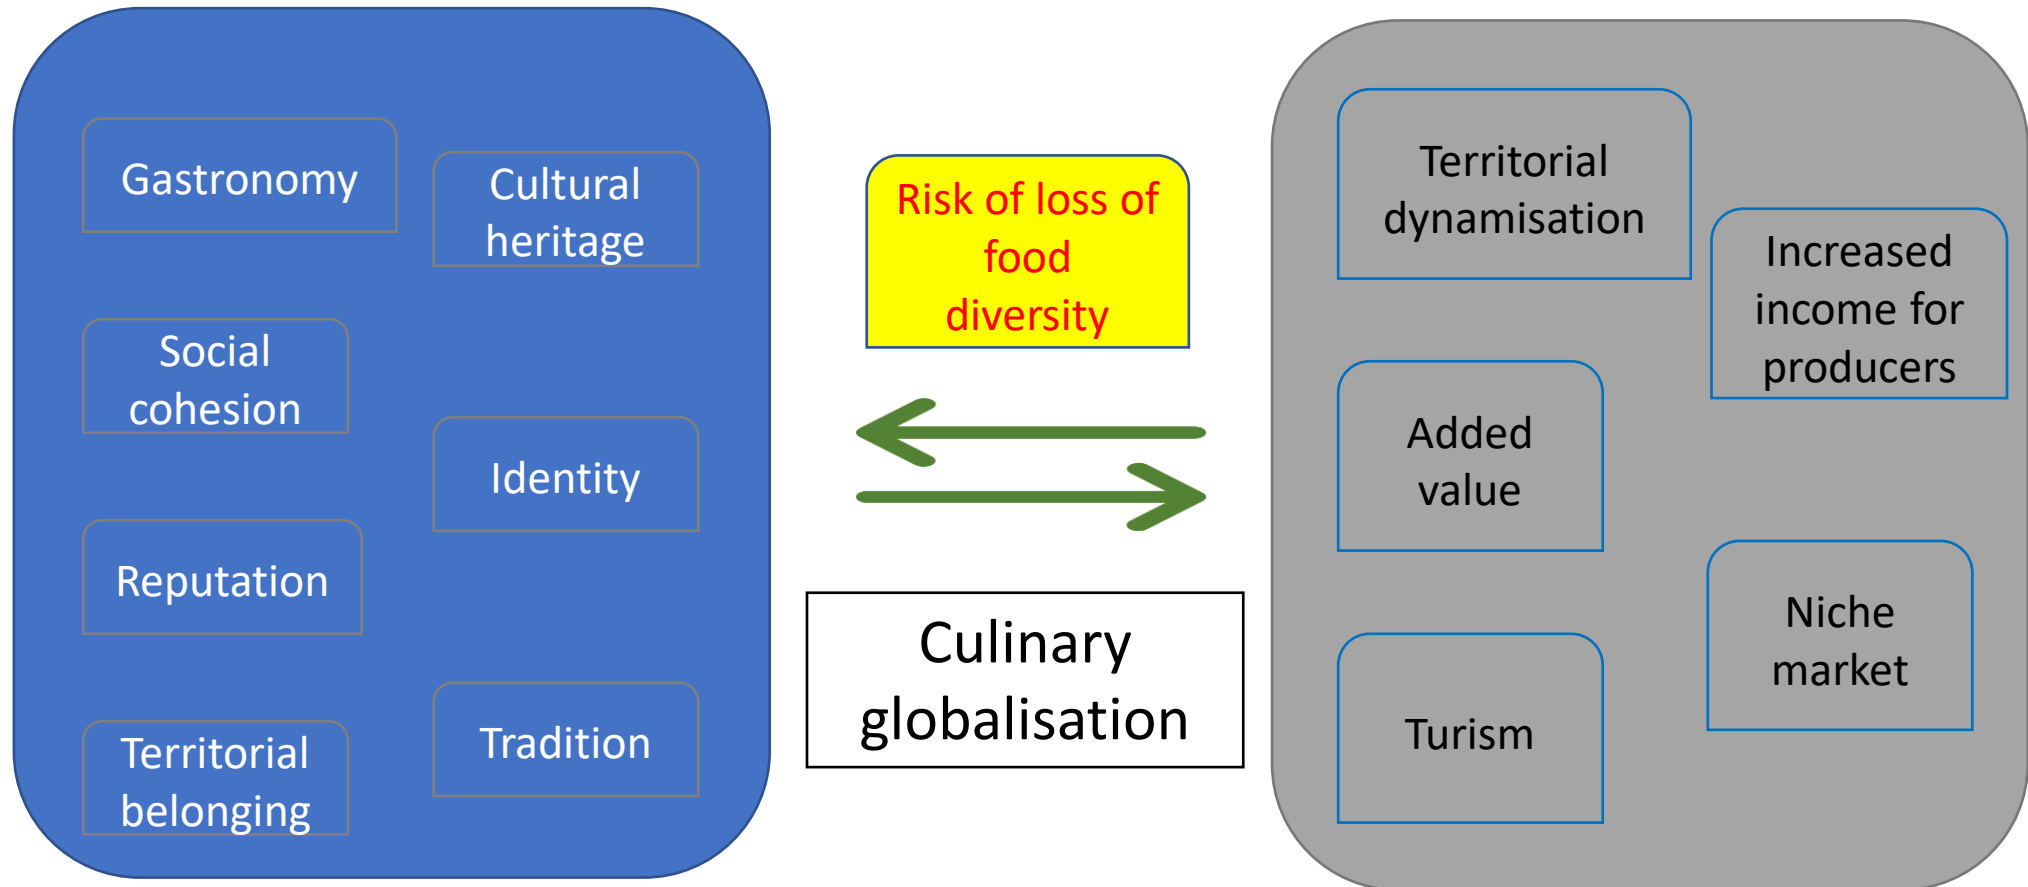 Gastronomy
Cultural
heritage
Social
cohesion
Identity
Reputation
Territorial
belonging
Tradition
Risk of loss of
food
diversity
Culinary
globalisation
Territorial
dynamisation
Increased
income for
producers
Added
value
Niche
market
Turism